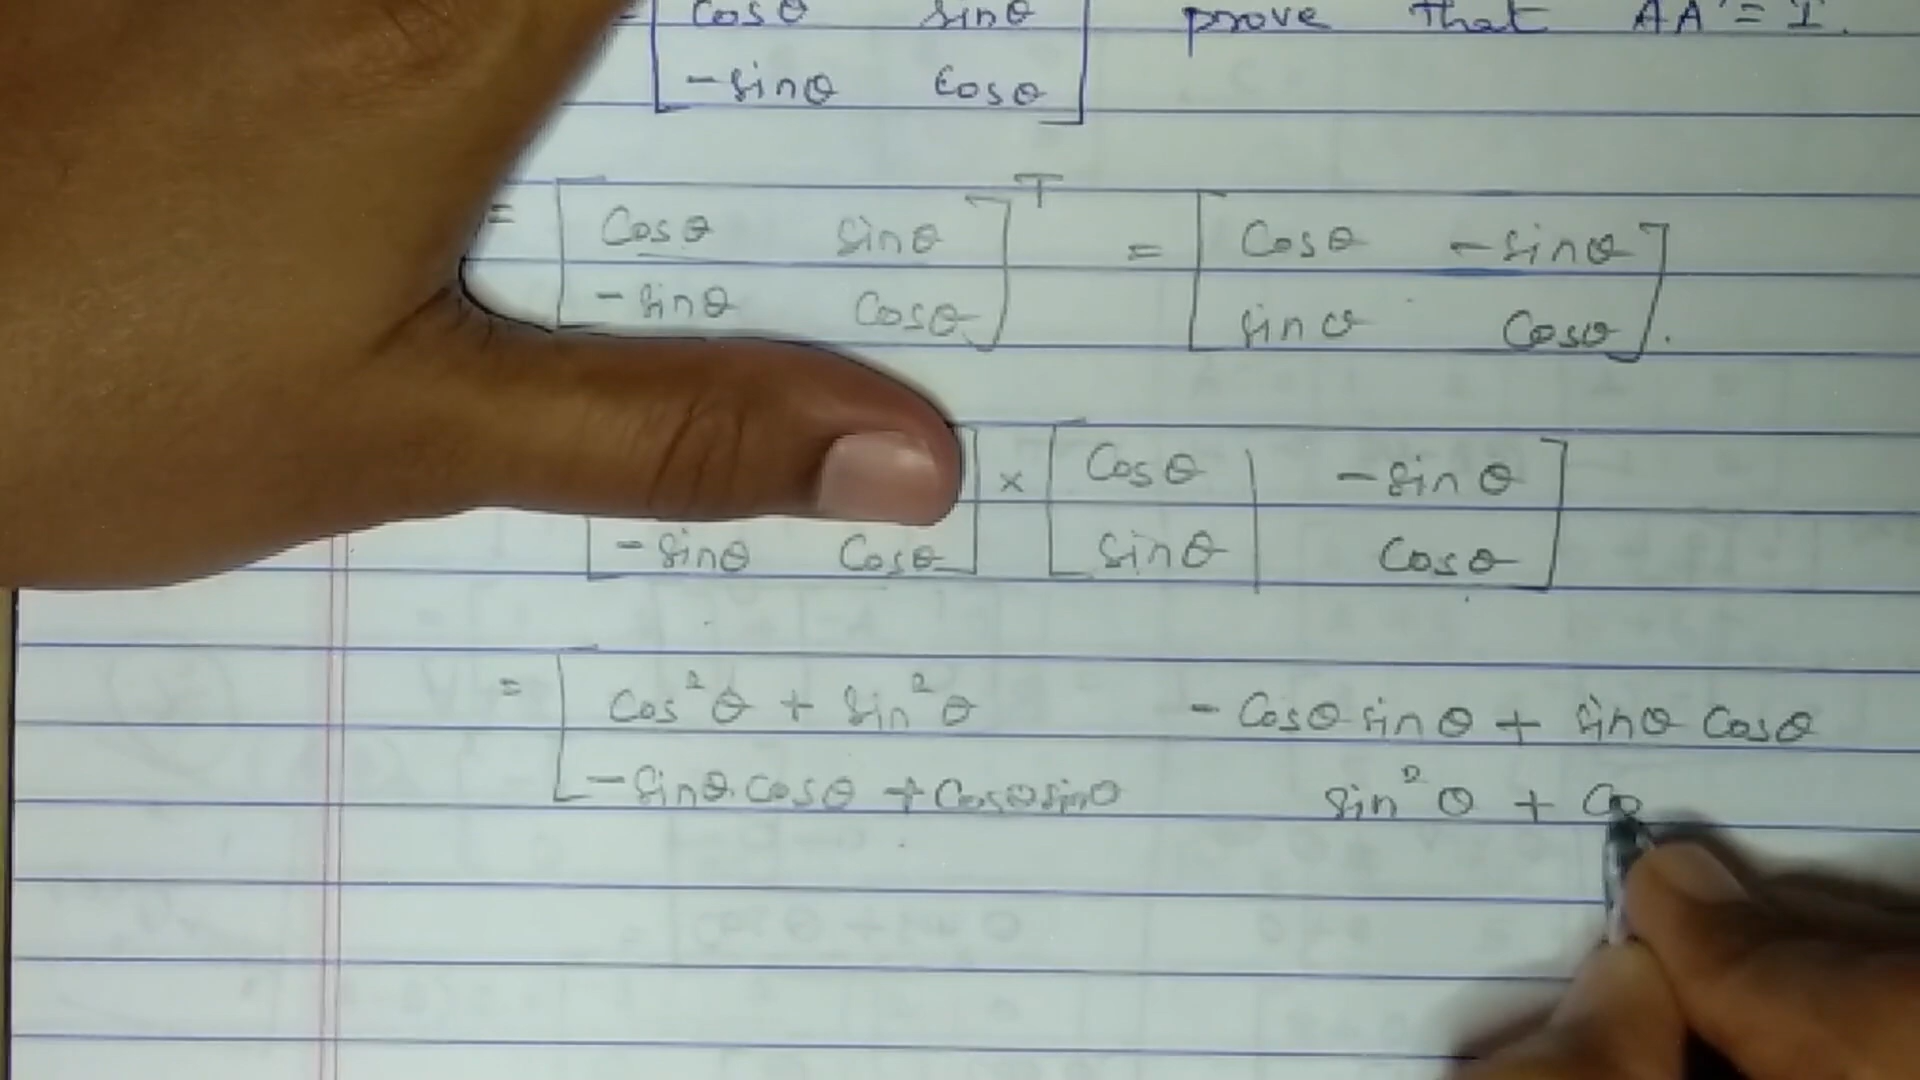 = cosθ sinθ prove that AA' = I.
-sinθ cosθ
= [Cosθ sinθ]ᵀ = [Cosθ -sinθ]
-sinθ Cosθ sinθ Cosθ .
× Cosθ -sinθ
-sinθ Cosθ sinθ Cosθ
= cos²θ + sin²θ - Cosθ sinθ + sinθ Cosθ
-sinθ.cosθ + Cosθ sinθ sin²θ + Co